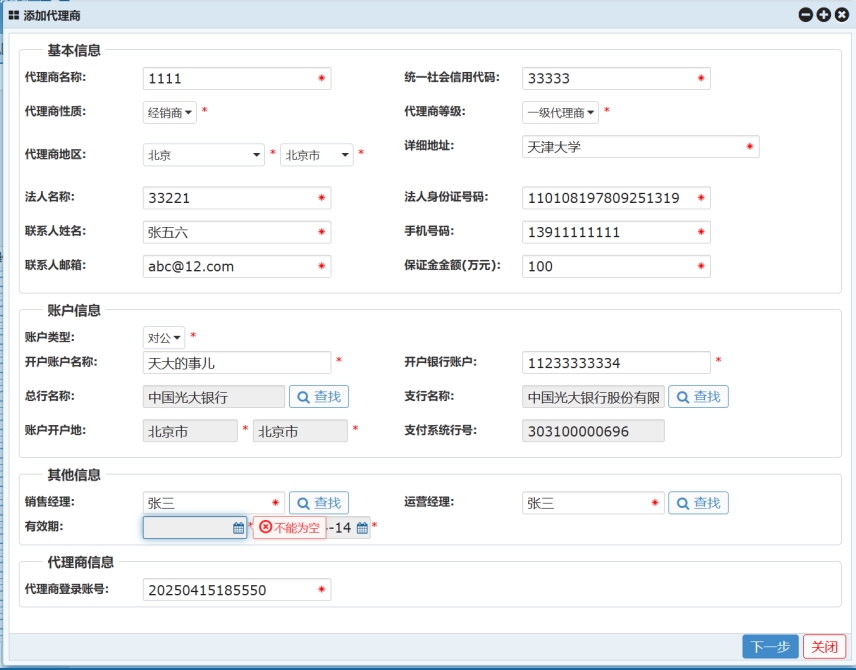 添加代理商
基本信息
代理商名称: 1111 * 统一社会信用代码: 33333 *
代理商性质: 经销商 * 代理商等级: 一级代理商 *
代理商地区: 北京 * 北京市 * 详细地址: 天津大学 *
法人名称: 33221 * 法人身份证号码: 110108197809251319 *
联系人姓名: 张五六 * 手机号码: 13911111111 *
联系人邮箱: abc@12.com * 保证金金额(万元): 100 *
账户信息
账户类型: 对公 *
开户账户名称: 天大的事儿 * 开户银行账户: 11233333334 *
总行名称: 中国光大银行 查找 支行名称: 中国光大银行股份有限 查找
账户开户地: 北京市 * 北京市 * 支付系统行号: 303100000696
其他信息
销售经理: 张三 * 查找 运营经理: 张三 * 查找
有效期: * 不能为空 -14 *
代理商信息
代理商登录账号: 20250415185550 *
下一步 关闭